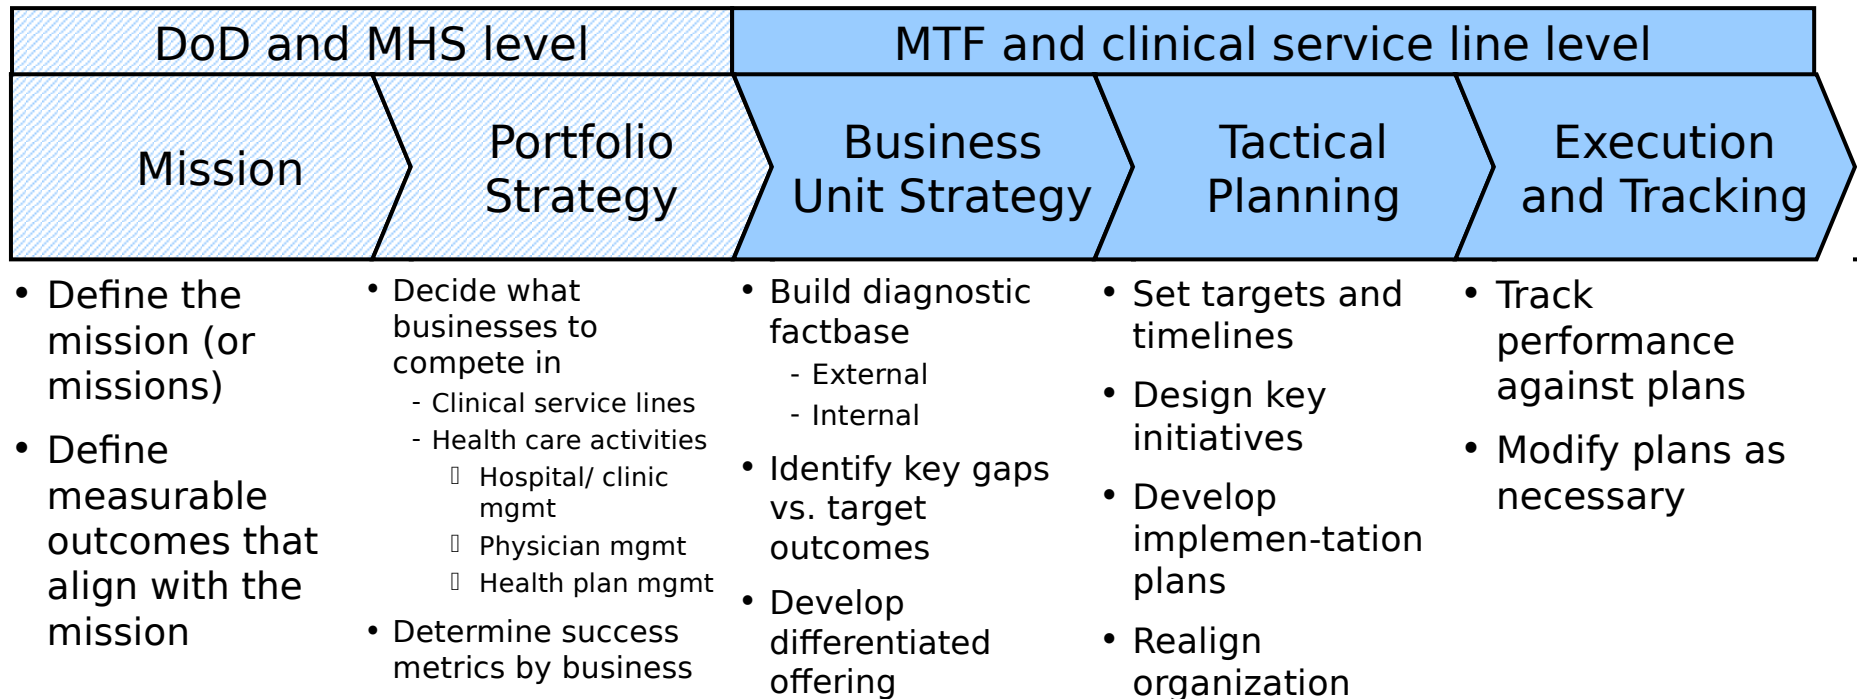 DoD and MHS level
MTF and clinical service line level
Mission
Portfolio
Strategy
Business
Unit Strategy
Tactical
Planning
Execution
and Tracking
• Define the
mission (or
missions)
• Define
measurable
outcomes that
align with the
mission
• Decide what
businesses to
compete in
- Clinical service lines
- Health care activities
▯ Hospital/ clinic
mgmt
▯ Physician mgmt
▯ Health plan mgmt
• Determine success
metrics by business
• Build diagnostic
factbase
- External
- Internal
• Identify key gaps
vs. target
outcomes
• Develop
differentiated
offering
• Set targets and
timelines
• Design key
initiatives
• Develop
implemen-tation
plans
• Realign
organization
• Track
performance
against plans
• Modify plans as
necessary